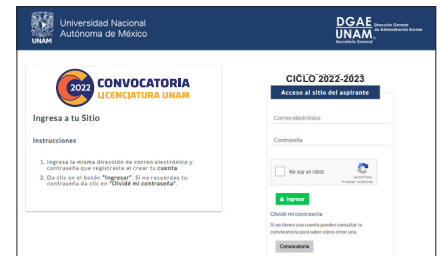 Universidad Nacional
Autónoma de México
UNAM
DGAE
UNAM
Dirección General
de Administración Escolar
Secretaría General
2022
CONVOCATORIA
LICENCIATURA UNAM
Ingresa a tu Sitio
Instrucciones
1. Ingresa la misma dirección de correo electrónico y
contraseña que registraste al crear tu cuenta.
2. Da clic en el botón "Ingresar". Si no recuerdas tu
contraseña da clic en "Olvidé mi contraseña".
CICLO 2022-2023
Acceso al sitio del aspirante
Correo electrónico
Contraseña
No soy un robot
reCAPTCHA
Privacidad - Condiciones
Ingresar
Olvidé mi contraseña
Si no tienes una cuenta puedes consultar la
convocatoria para saber cómo crear una.
Convocatoria